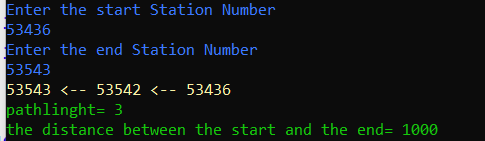 Enter the start Station Number
53436
Enter the end Station Number
53543
53543 <-- 53542 <-- 53436
pathlinght= 3
the distance between the start and the end= 1000